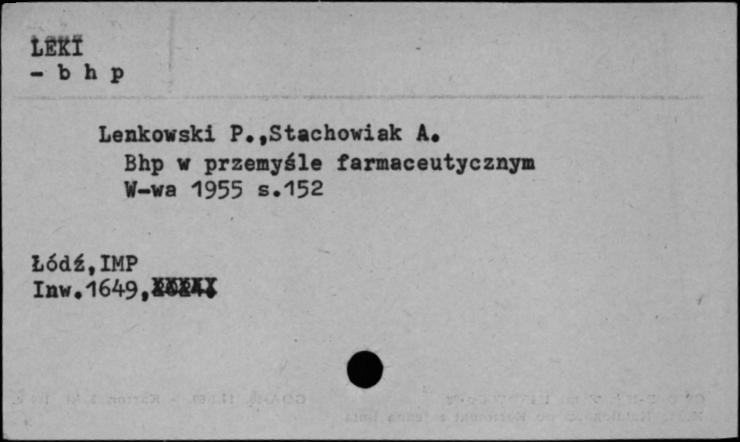 LEKI
- b h p
Lenkowski P.,Stachowiak A.
Bhp w przemyśle farmaceutycznym
W-wa 1955 s.152
Łódź,IMP
Inw.1649,